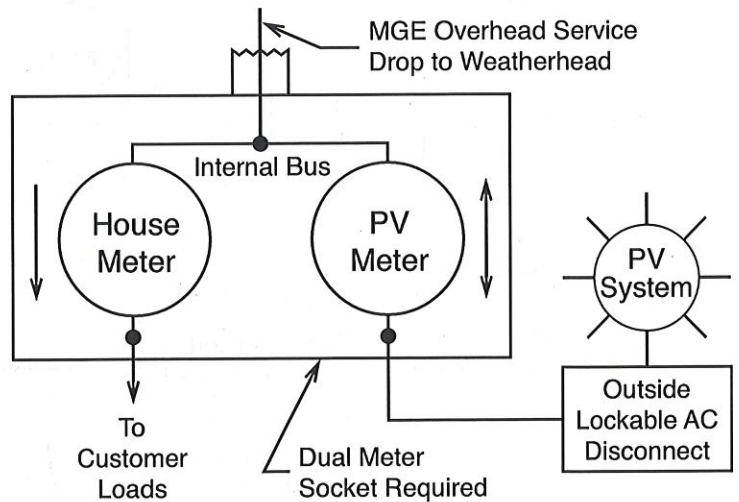 MGE Overhead Service
Drop to Weatherhead
Internal Bus
House
Meter
PV
Meter
PV
System
Outside
Lockable AC
Disconnect
To
Customer
Loads
Dual Meter
Socket Required